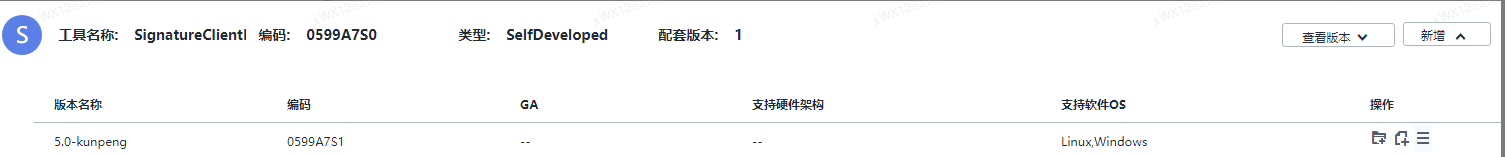 S 工具名称: SignatureClientI 编码: 0599A7S0 类型: SelfDeveloped 配套版本: 1 查看版本 新增
版本名称 编码 GA 支持硬件架构 支持软件OS 操作
5.0-kunpeng 0599A7S1 -- -- Linux,Windows